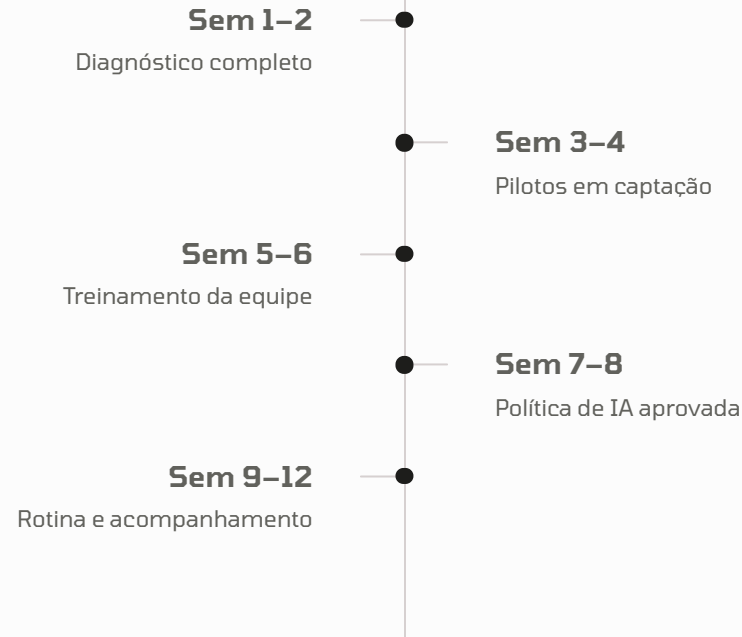 Sem 1–2
Diagnóstico completo
Sem 3–4
Pilotos em captação
Sem 5–6
Treinamento da equipe
Sem 7–8
Política de IA aprovada
Sem 9–12
Rotina e acompanhamento